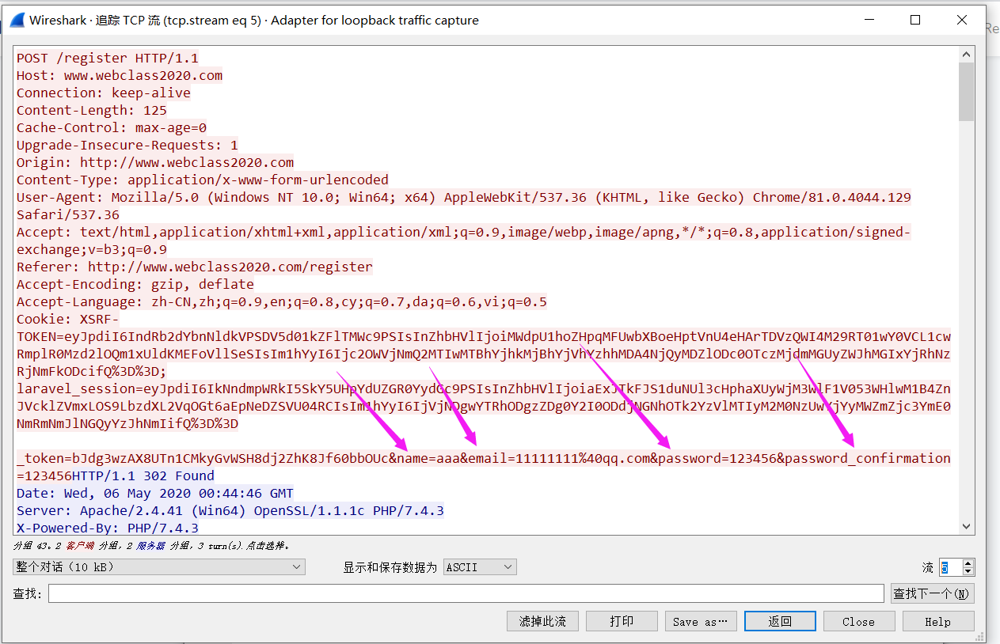 Wireshark · 追踪 TCP 流 (tcp.stream eq 5) · Adapter for loopback traffic capture
Re
POST /register HTTP/1.1
Host: www.webclass2020.com
Connection: keep-alive
Content-Length: 125
Cache-Control: max-age=0
Upgrade-Insecure-Requests: 1
Origin: http://www.webclass2020.com
Content-Type: application/x-www-form-urlencoded
User-Agent: Mozilla/5.0 (Windows NT 10.0; Win64; x64) AppleWebKit/537.36 (KHTML, like Gecko) Chrome/81.0.4044.129
Safari/537.36
Accept: text/html,application/xhtml+xml,application/xml;q=0.9,image/webp,image/apng,*/*;q=0.8,application/signed-
exchange;v=b3;q=0.9
Referer: http://www.webclass2020.com/register
Accept-Encoding: gzip, deflate
Accept-Language: zh-CN,zh;q=0.9,en;q=0.8,cy;q=0.7,da;q=0.6,vi;q=0.5
Cookie: XSRF-
RjNmFkODcifQ%3D%3D;
NmRmNmJlNGQyYzJhNmIifQ%3D%3D
_token=bJdg3wzAX8UTn1CMkyGvWSH8dj2ZhK8Jf60bbOUc&name=aaa&email=11111111%40qq.com&password=123456&password_confirmation
=123456HTTP/1.1 302 Found
Date: Wed, 06 May 2020 00:44:46 GMT
Server: Apache/2.4.41 (Win64) OpenSSL/1.1.1c PHP/7.4.3
X-Powered-By: PHP/7.4.3
分组 43。2 客户端 分组，2 服务器 分组，3 turn(s). 点击选择。
整个对话（10 kB） 显示和保存数据为 ASCII 流 5
查找: 查找下一个(N)
滤掉此流 打印 Save as… 返回 Close Help